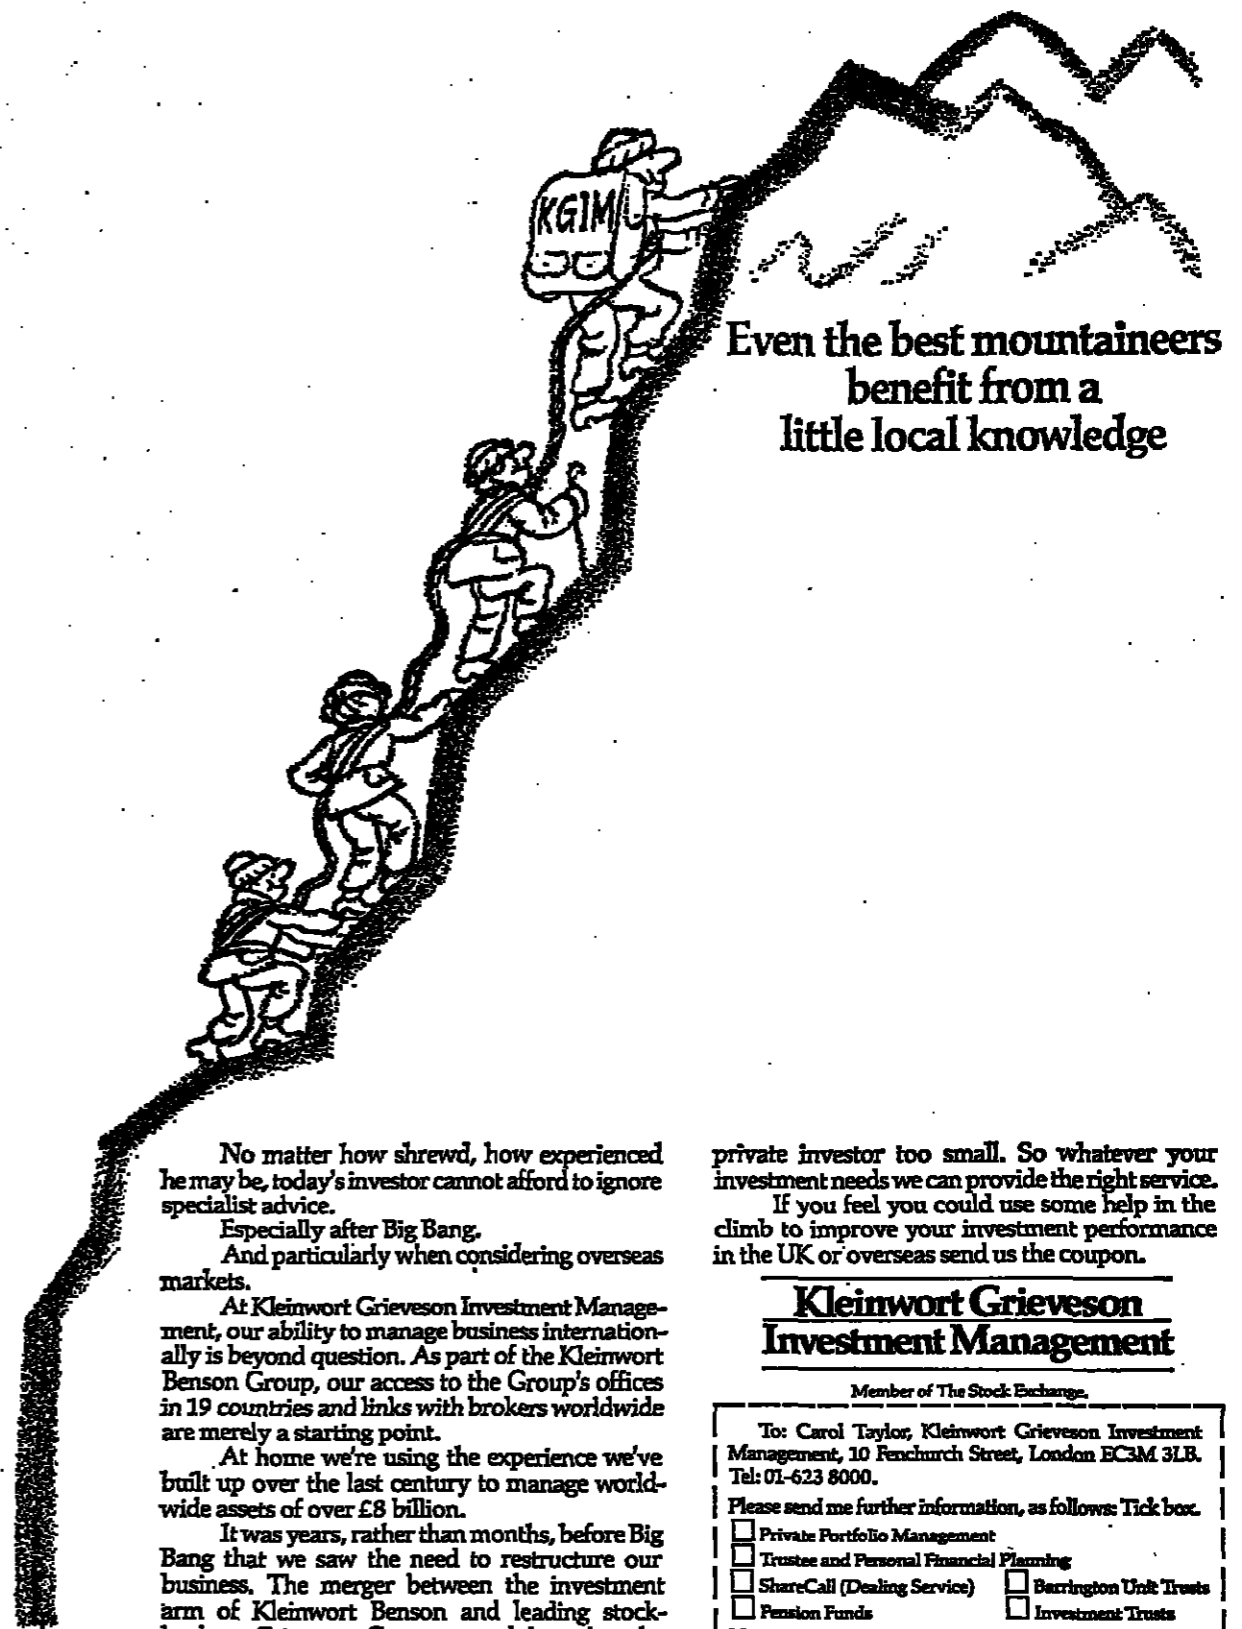 KGIM
Even the best mountaineers
benefit from a
little local knowledge
No matter how shrewd, how experienced
he may be, today's investor cannot afford to ignore
specialist advice.
Especially after Big Bang.
And particularly when considering overseas
markets.
At Kleinwort Grieveson Investment Manage-
ment, our ability to manage business internation-
ally is beyond question. As part of the Kleinwort
Benson Group, our access to the Group's offices
in 19 countries and links with brokers worldwide
are merely a starting point.
At home we're using the experience we've
built up over the last century to manage world-
wide assets of over £8 billion.
It was years, rather than months, before Big
Bang that we saw the need to restructure our
business. The merger between the investment
arm of Kleinwort Benson and leading stock-
private investor too small. So whatever your
investment needs we can provide the right service.
If you feel you could use some help in the
climb to improve your investment performance
in the UK or overseas send us the coupon.
Kleinwort Grieveson
Investment Management
Member of The Stock Exchange.
To: Carol Taylor, Kleinwort Grieveson Investment
Management, 10 Fenchurch Street, London EC3M 3LB.
Tel: 01-623 8000.
Please send me further information, as follows: Tick box.
Private Portfolio Management
Trustee and Personal Financial Planning
ShareCall (Dealing Service) Barrington Unit Trusts
Pension Funds Investment Trusts